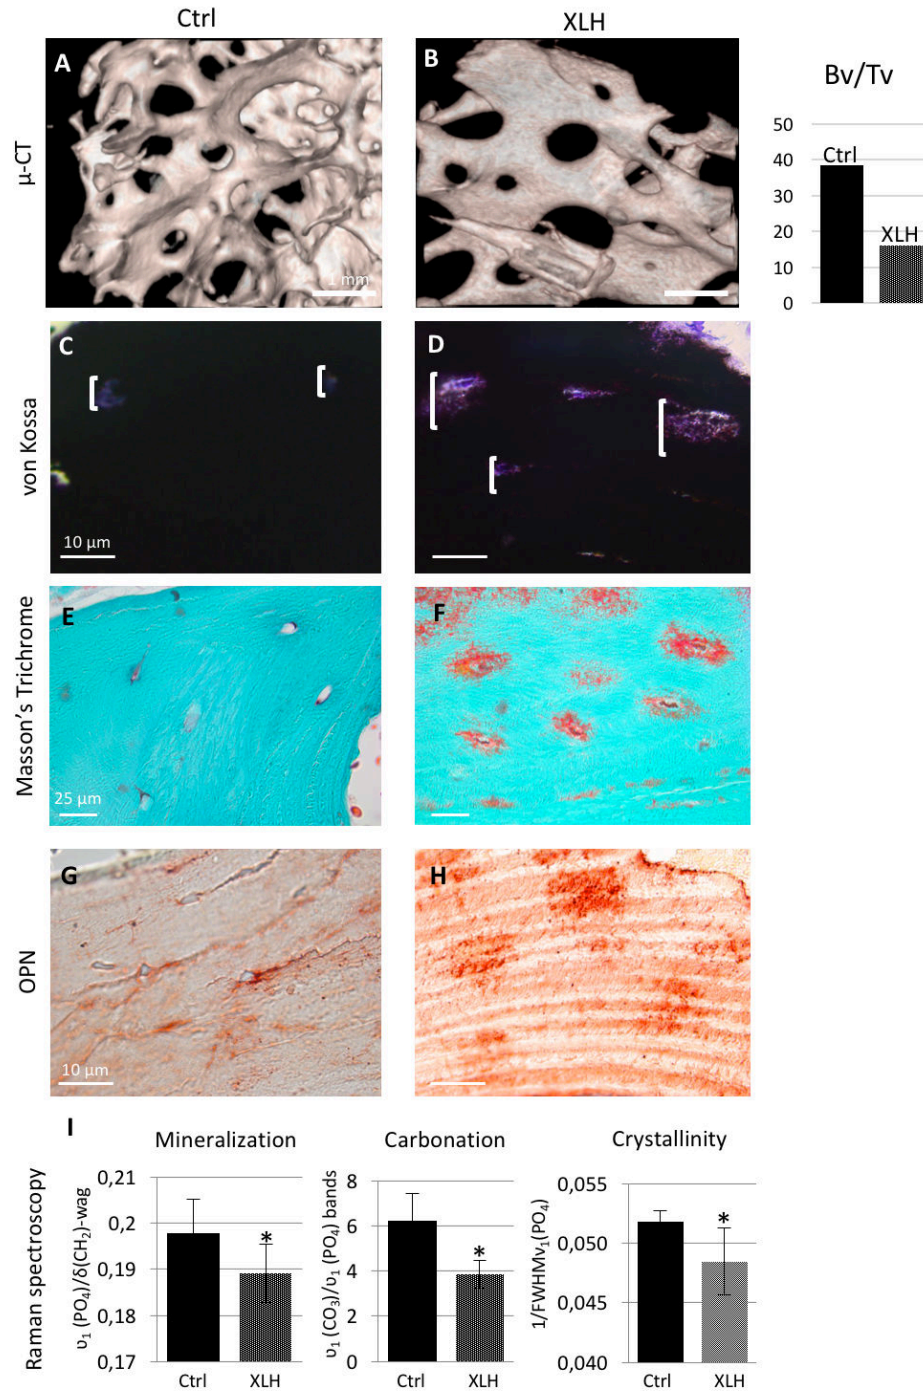 Ctrl
XLH
µ-CT
A
1 mm
B
Bv/Tv
50
40
30
20
10
0
Ctrl
XLH
von Kossa
C
10 µm
D
Masson's Trichrome
E
25 µm
F
OPN
G
10 µm
H
I
Raman spectroscopy
Mineralization
υ₁ (PO₄)/δ(CH₂)-wag
0,21
0,2
0,19
0,18
0,17
*
Ctrl
XLH
Carbonation
υ₁ (CO₃)/υ₁ (PO₄) bands
8
6
4
2
0
*
Ctrl
XLH
Crystallinity
1/FWHMv₁(PO₄)
0,055
0,050
0,045
0,040
*
Ctrl
XLH